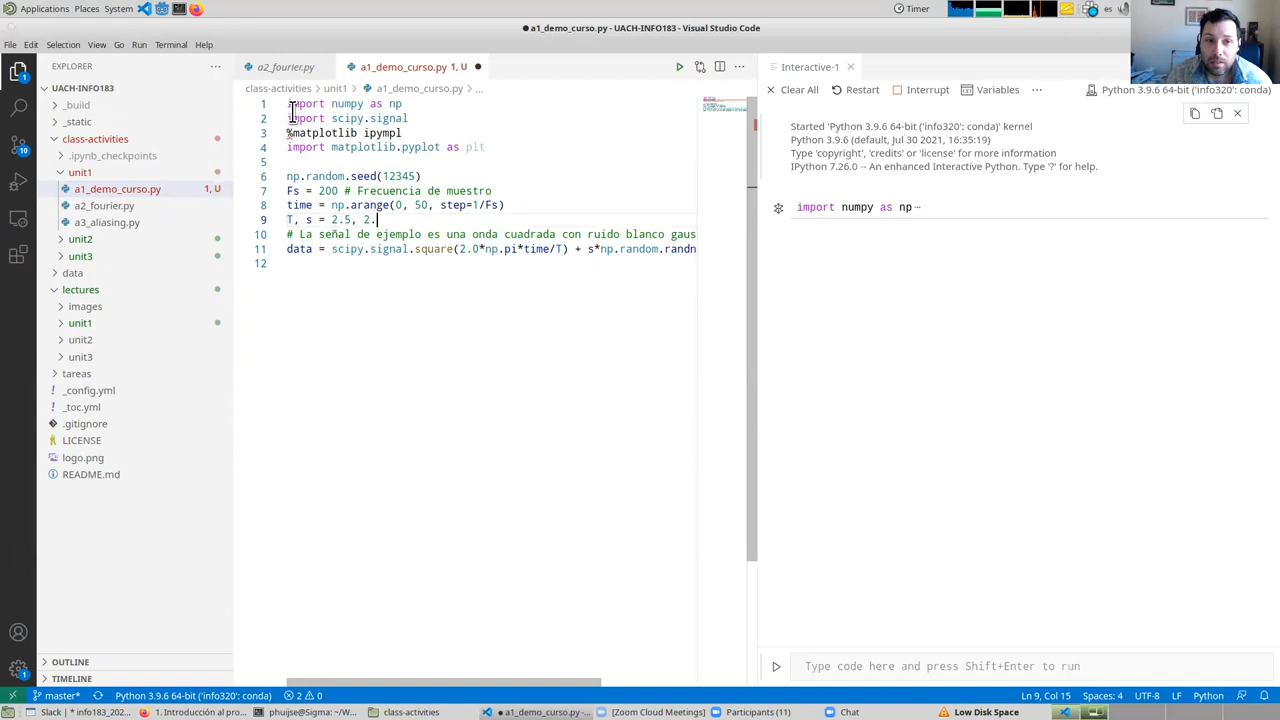 Applications Places System
Timer
es
a1_demo_curso.py - UACH-INFO183 - Visual Studio Code
File Edit Selection View Go Run Terminal Help
EXPLORER
UACH-INFO183
_build
_static
class-activities
.ipynb_checkpoints
unit1
a1_demo_curso.py 1, U
a2_fourier.py
a3_aliasing.py
unit2
unit3
data
lectures
images
unit1
unit2
unit3
tareas
_config.yml
_toc.yml
.gitignore
LICENSE
logo.png
README.md
OUTLINE
TIMELINE
10
1
1
a2_fourier.py
a1_demo_curso.py 1, U
class-activities > unit1 > a1_demo_curso.py > ...
1 import numpy as np
2 import scipy.signal
3 %matplotlib ipympl
4 import matplotlib.pyplot as plt
5
6 np.random.seed(12345)
7 Fs = 200 # Frecuencia de muestro
8 time = np.arange(0, 50, step=1/Fs)
9 T, s = 2.5, 2.
10 # La señal de ejemplo es una onda cuadrada con ruido blanco gaus
11 data = scipy.signal.square(2.0*np.pi*time/T) + s*np.random.randn
12
Interactive-1
Clear All Restart Interrupt Variables ... Python 3.9.6 64-bit ('info320': conda)
Started 'Python 3.9.6 64-bit ('info320': conda)' kernel
Python 3.9.6 (default, Jul 30 2021, 16:35:19)
Type 'copyright', 'credits' or 'license' for more information
IPython 7.26.0 -- An enhanced Interactive Python. Type '?' for help.
import numpy as np ...
Type code here and press Shift+Enter to run
master* Python 3.9.6 64-bit ('info320': conda) 2 0
Ln 9, Col 15 Spaces: 4 UTF-8 LF Python
Slack | info183_202... 1. Introducción al pro... phuijse@Sigma: ~/W... class-activities a1_demo_curso.py -... [Zoom Cloud Meetings] Participants (11) Chat Low Disk Space